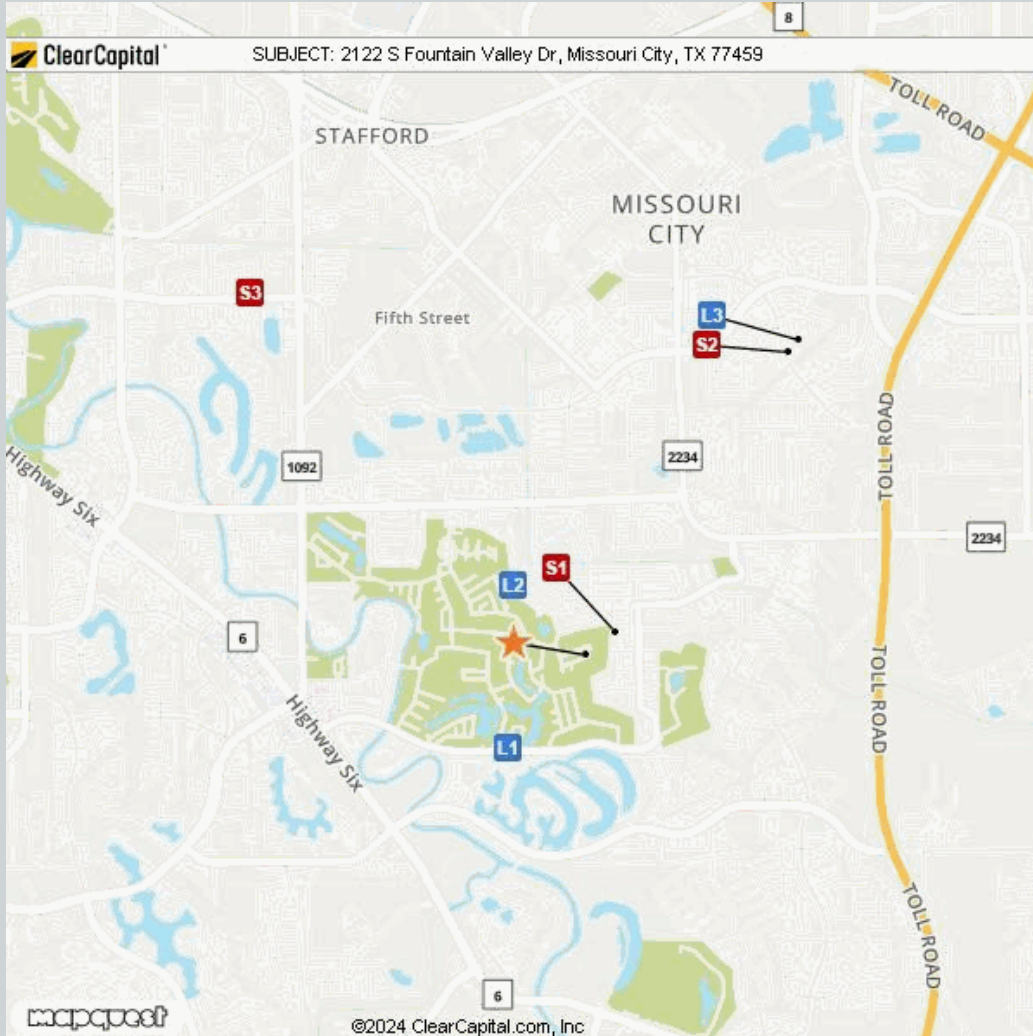 8
ClearCapital
SUBJECT: 2122 S Fountain Valley Dr, Missouri City, TX 77459
TOLL ROAD
STAFFORD
MISSOURI
CITY
S3
Fifth Street
L3
S2
TOLL ROAD
Highway Six
1092
2234
2234
S1
L2
6
TOLL ROAD
Highway Six
L1
TOLL ROAD
6
mapquest
©2024 ClearCapital.com, Inc